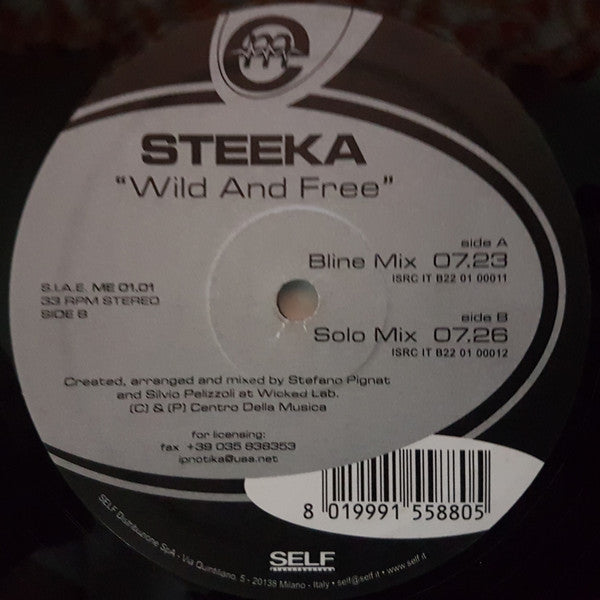 STEEKA
"Wild And Free"
side A
Bline Mix 07.23
ISRC IT B22 01 00011
S.I.A.E. ME 01.01
33 RPM STEREO
SIDE B
side B
Solo Mix 07.26
ISRC IT B22 01 00012
Created, arranged and mixed by Stefano Pignat
and Silvio Pelizzoli at Wicked Lab.
(C) & (P) Centro Della Musica
for licensing:
fax +39 035 838353
ipnotika@usa.net
8 019991 558805
SELF
SELF Distribuzione SpA - Via Quintiliano, 5 - 20138 Milano - Italy • self@self.it • www.self.it